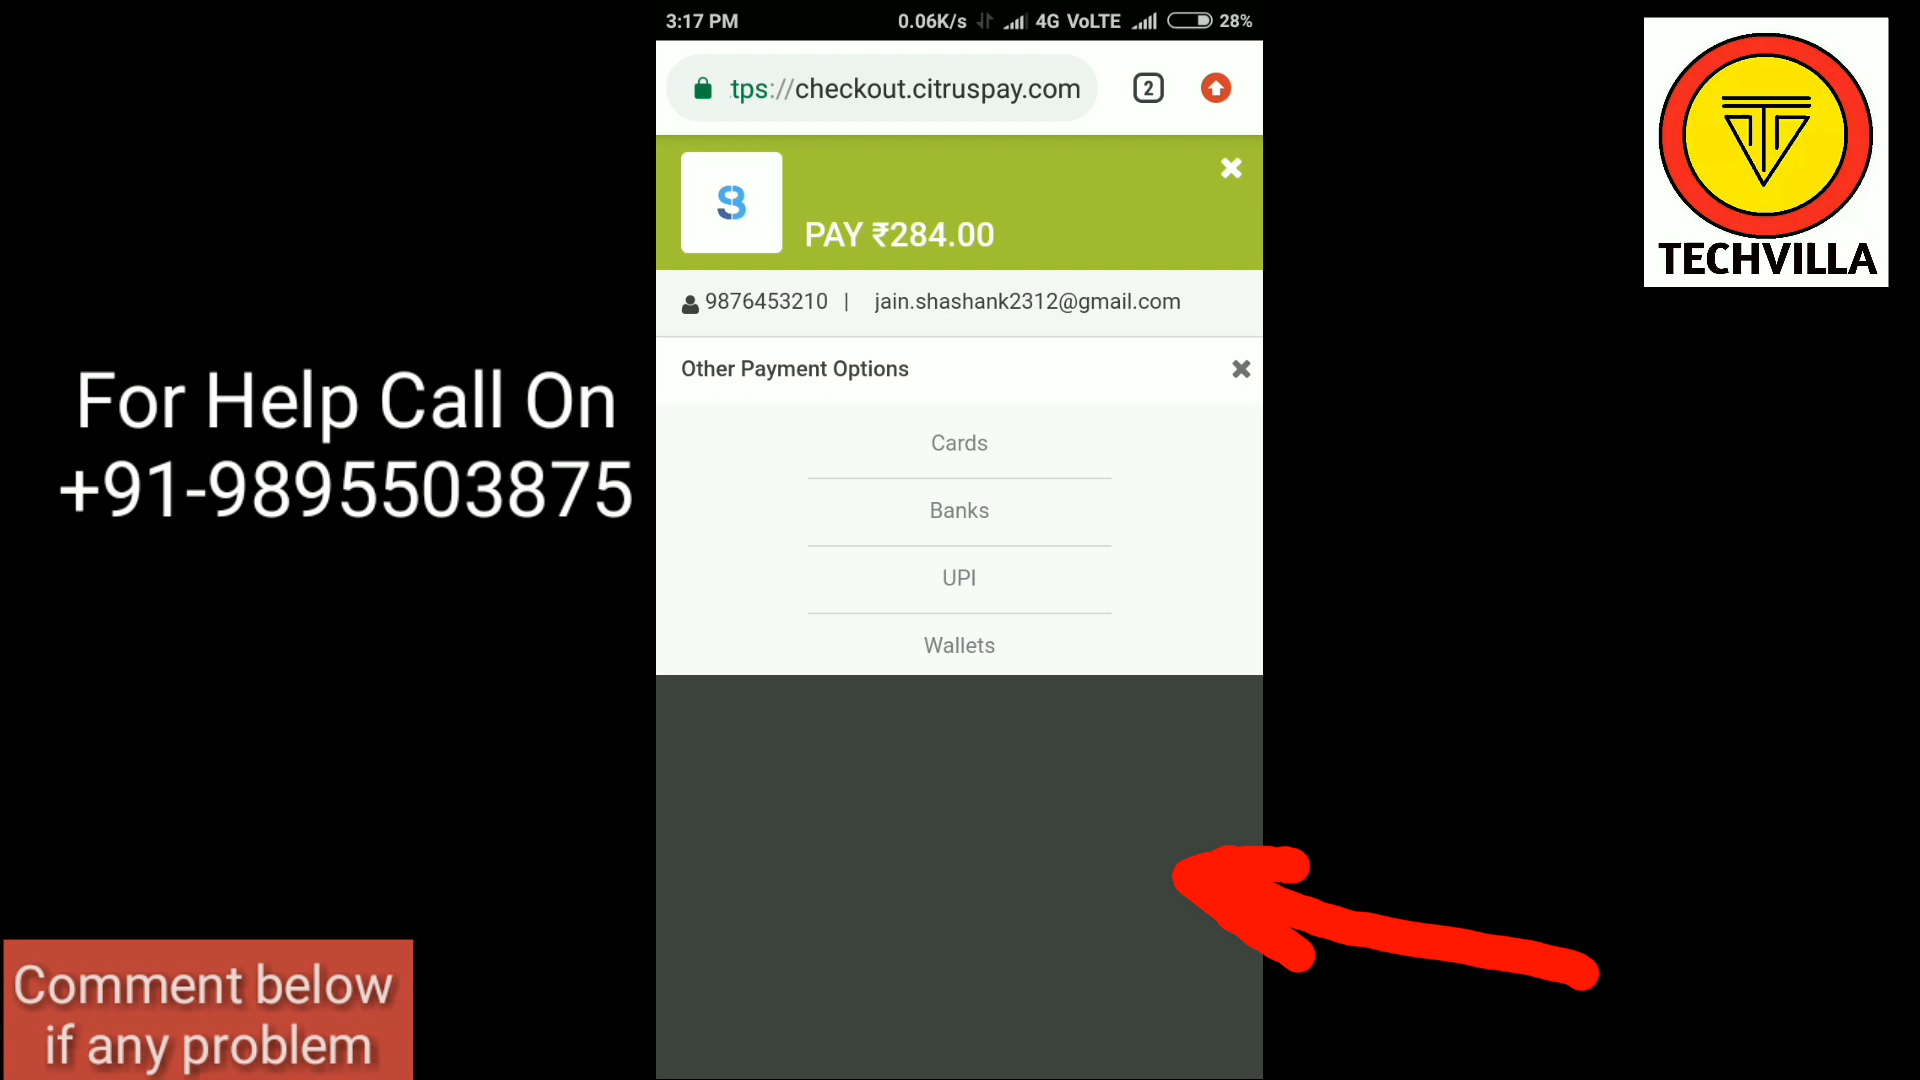 3:17 PM 0.06K/s 4G VoLTE 28%
tps://checkout.citruspay.com 2
PAY ₹284.00
9876453210 | jain.shashank2312@gmail.com
Other Payment Options
Cards
Banks
UPI
Wallets
For Help Call On
+91-9895503875
TECHVILLA
Comment below
if any problem